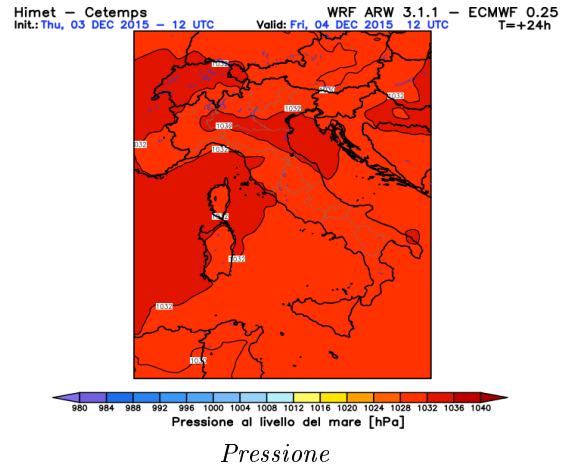 Himet – Cetemps WRF ARW 3.1.1 – ECMWF 0.25
Init.: Thu, 03 DEC 2015 – 12 UTC Valid: Fri, 04 DEC 2015 12 UTC T=+24h
1032
1032
1032
1032
1032
1032
1032
980 984 988 992 996 1000 1004 1008 1012 1016 1020 1024 1028 1032 1036 1040
Pressione al livello del mare [hPa]
Pressione